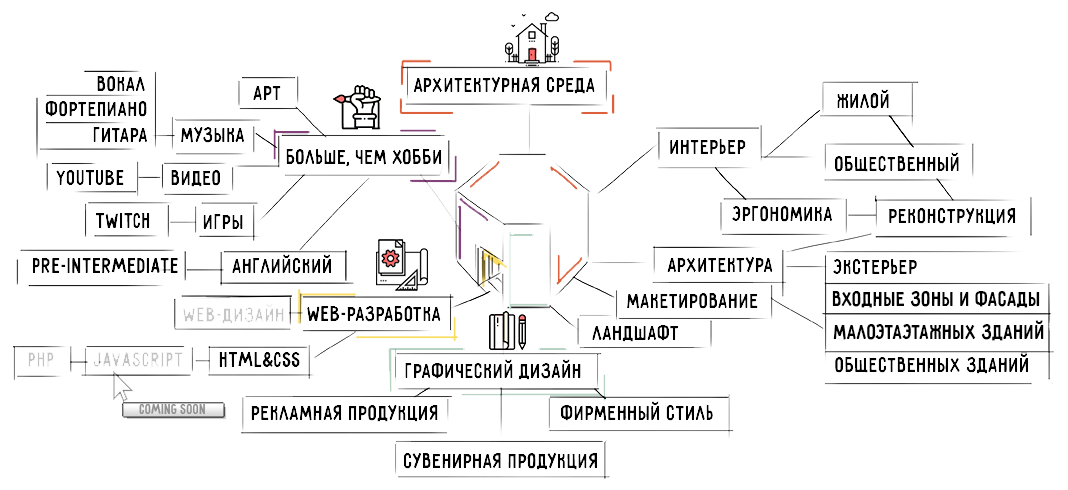 АРХИТЕКТУРНАЯ СРЕДА
ВОКАЛ
ФОРТЕПИАНО
ГИТАРА
АРТ
МУЗЫКА
БОЛЬШЕ, ЧЕМ ХОББИ
YOUTUBE
ВИДЕО
TWITCH
ИГРЫ
PRE-INTERMEDIATE
АНГЛИЙСКИЙ
WEB-ДИЗАИН
WEB-РАЗРАБОТКА
PHP
JAVASCRIPT
HTML&CSS
COMING SOON
ГРАФИЧЕСКИЙ ДИЗАЙН
РЕКЛАМНАЯ ПРОДУКЦИЯ
ФИРМЕННЫЙ СТИЛЬ
СУВЕНИРНАЯ ПРОДУКЦИЯ
ЖИЛОЙ
ИНТЕРЬЕР
ОБЩЕСТВЕННЫЙ
ЭРГОНОМИКА
РЕКОНСТРУКЦИЯ
АРХИТЕКТУРА
ЭКСТЕРЬЕР
МАКЕТИРОВАНИЕ
ВХОДНЫЕ ЗОНЫ И ФАСАДЫ
ЛАНДШАФТ
МАЛОЭТАЭТАЖНЫХ ЗДАНИЙ
ОБЩЕСТВЕННЫХ ЗДАНИЙ